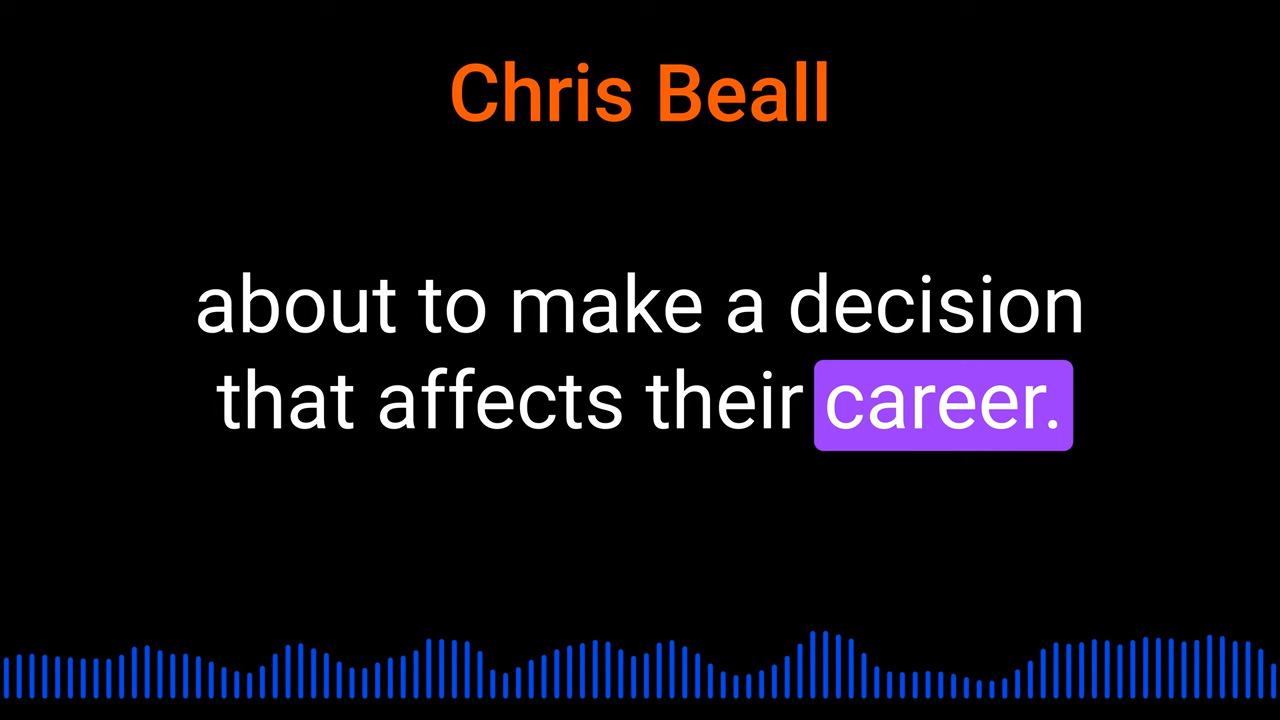 Chris Beall
about to make a decision
that affects their career.